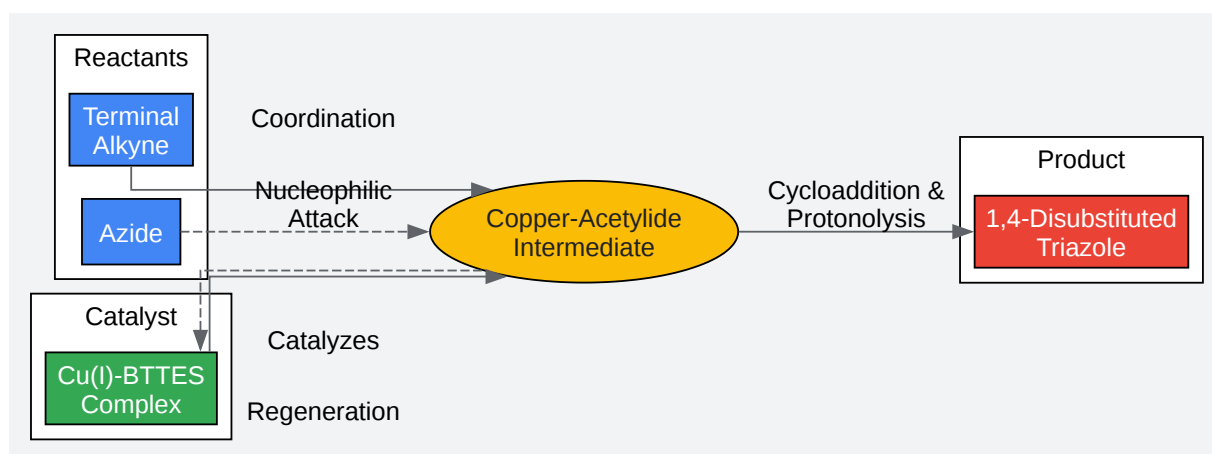 Reactants
Terminal
Alkyne
Azide
Coordination
Nucleophilic
Attack
Copper-Acetylide
Intermediate
Cycloaddition &
Protonolysis
Product
1,4-Disubstituted
Triazole
Catalyst
Cu(I)-BTTES
Complex
Catalyzes
Regeneration